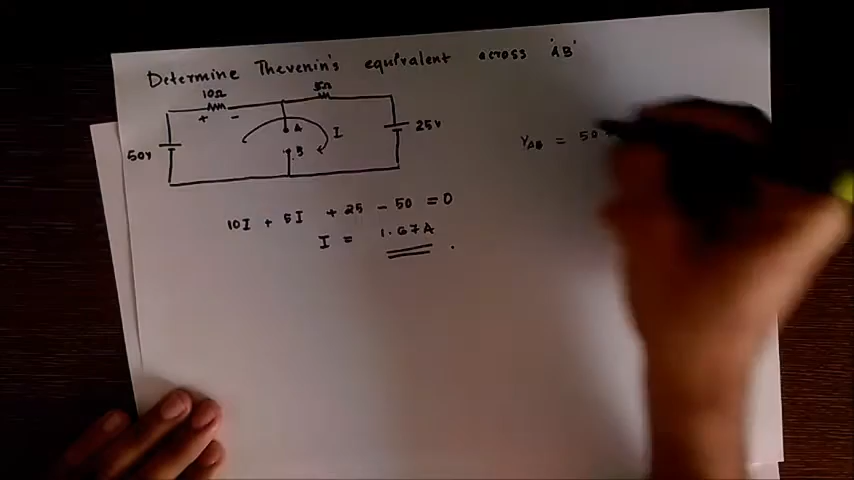 Determine Thevenin's equivalent across 'AB'
10Ω 5Ω
+ -
50v A I 25v
B
V_AB = 50
10I + 5I + 25 - 50 = 0
I = 1.67A .